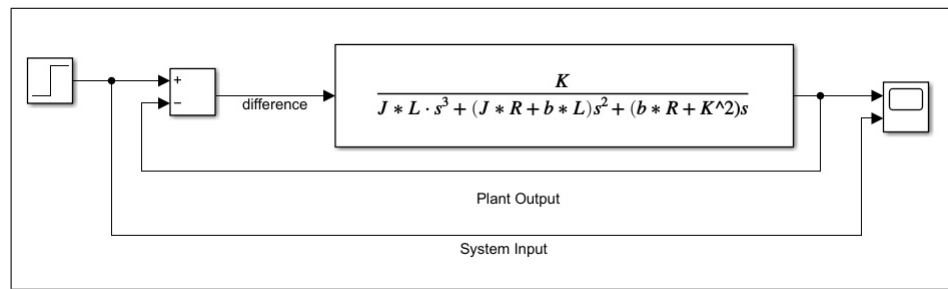 +
−
difference
K
J * L · s^3 + (J * R + b * L)s^2 + (b * R + K^2)s
Plant Output
System Input